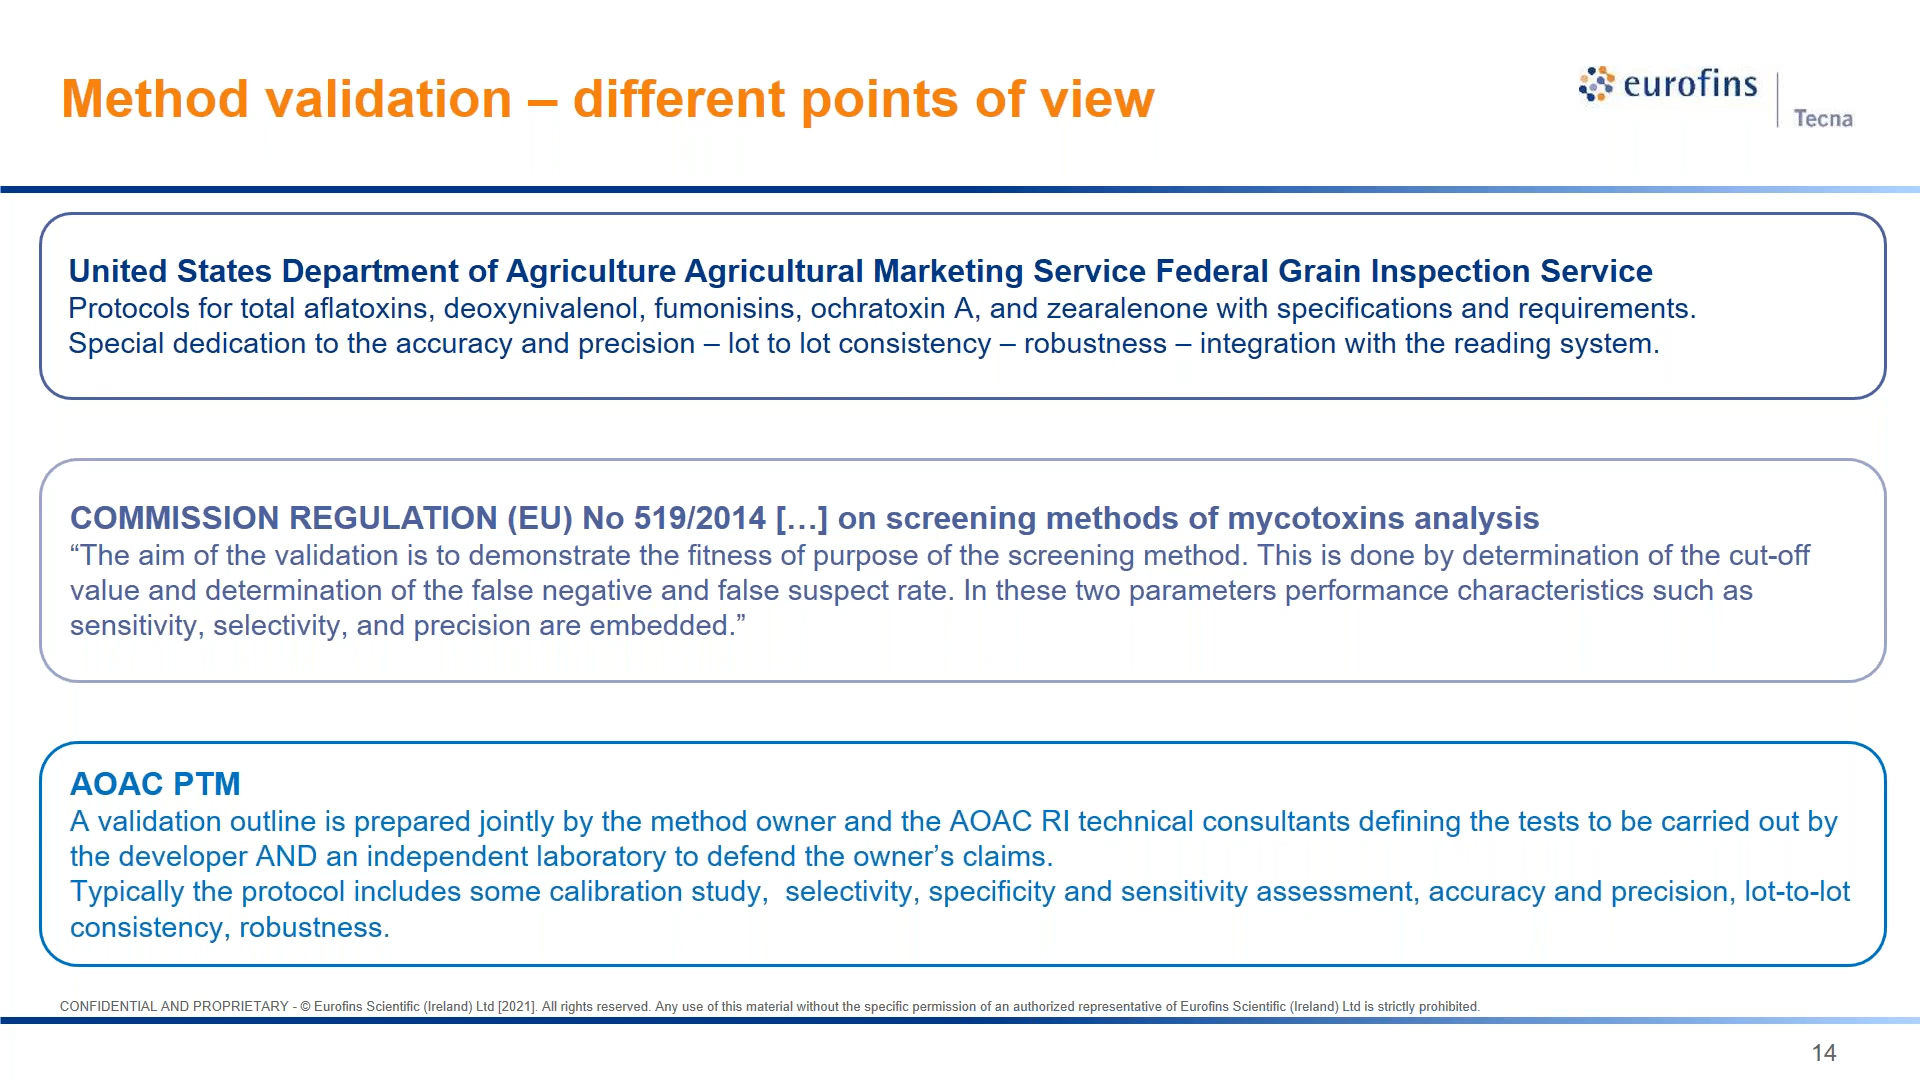 Method validation – different points of view
eurofins
Tecna
United States Department of Agriculture Agricultural Marketing Service Federal Grain Inspection Service
Protocols for total aflatoxins, deoxynivalenol, fumonisins, ochratoxin A, and zearalenone with specifications and requirements.
Special dedication to the accuracy and precision – lot to lot consistency – robustness – integration with the reading system.
COMMISSION REGULATION (EU) No 519/2014 […] on screening methods of mycotoxins analysis
“The aim of the validation is to demonstrate the fitness of purpose of the screening method. This is done by determination of the cut-off
value and determination of the false negative and false suspect rate. In these two parameters performance characteristics such as
sensitivity, selectivity, and precision are embedded.”
AOAC PTM
A validation outline is prepared jointly by the method owner and the AOAC RI technical consultants defining the tests to be carried out by
the developer AND an independent laboratory to defend the owner’s claims.
Typically the protocol includes some calibration study,  selectivity, specificity and sensitivity assessment, accuracy and precision, lot-to-lot
consistency, robustness.
CONFIDENTIAL AND PROPRIETARY - © Eurofins Scientific (Ireland) Ltd [2021]. All rights reserved. Any use of this material without the specific permission of an authorized representative of Eurofins Scientific (Ireland) Ltd is strictly prohibited.
14